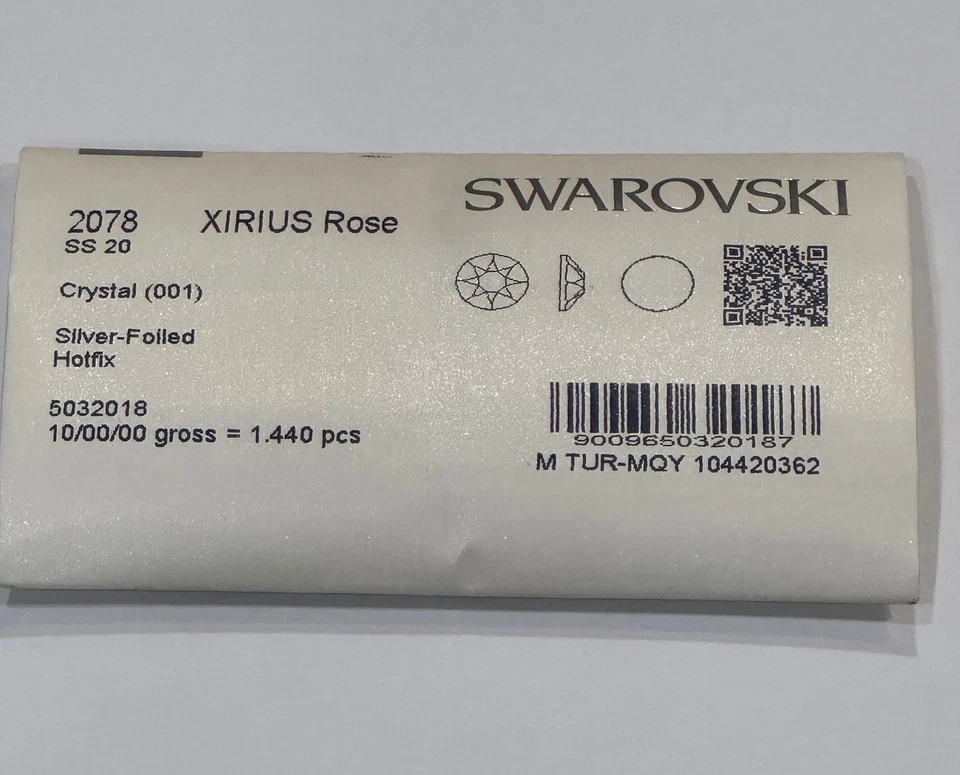 SWAROVSKI
2078 XIRIUS Rose
SS 20
Crystal (001)
Silver-Foiled
Hotfix
5032018
10/00/00 gross = 1.440 pcs
9009650320187
M TUR-MQY 104420362